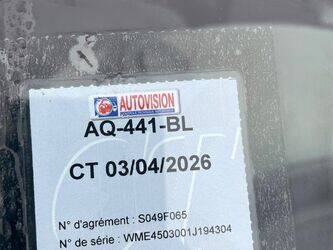 AUTOVISION
AQ-441-BL
CT 03/04/2026
N° d'agrément : S049F065
N° de série : WME4503001J194304